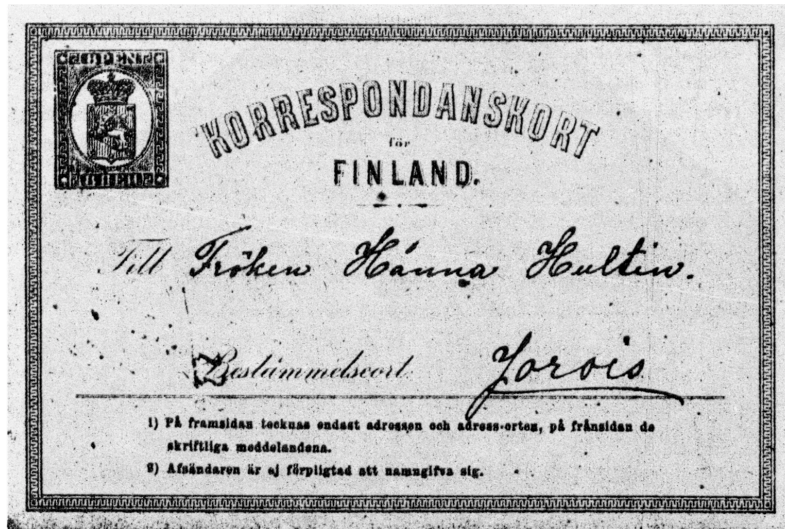 KORRESPONDANSKORT
för
FINLAND.
Till Fröken Hanna Hultin.
Bestämmelseort Jorois
1) På framsidan tecknas endast adressen och adress-orten, på frånsidan de
skriftliga meddelandena.
2) Afsändaren är ej förpligtad att namngifva sig.